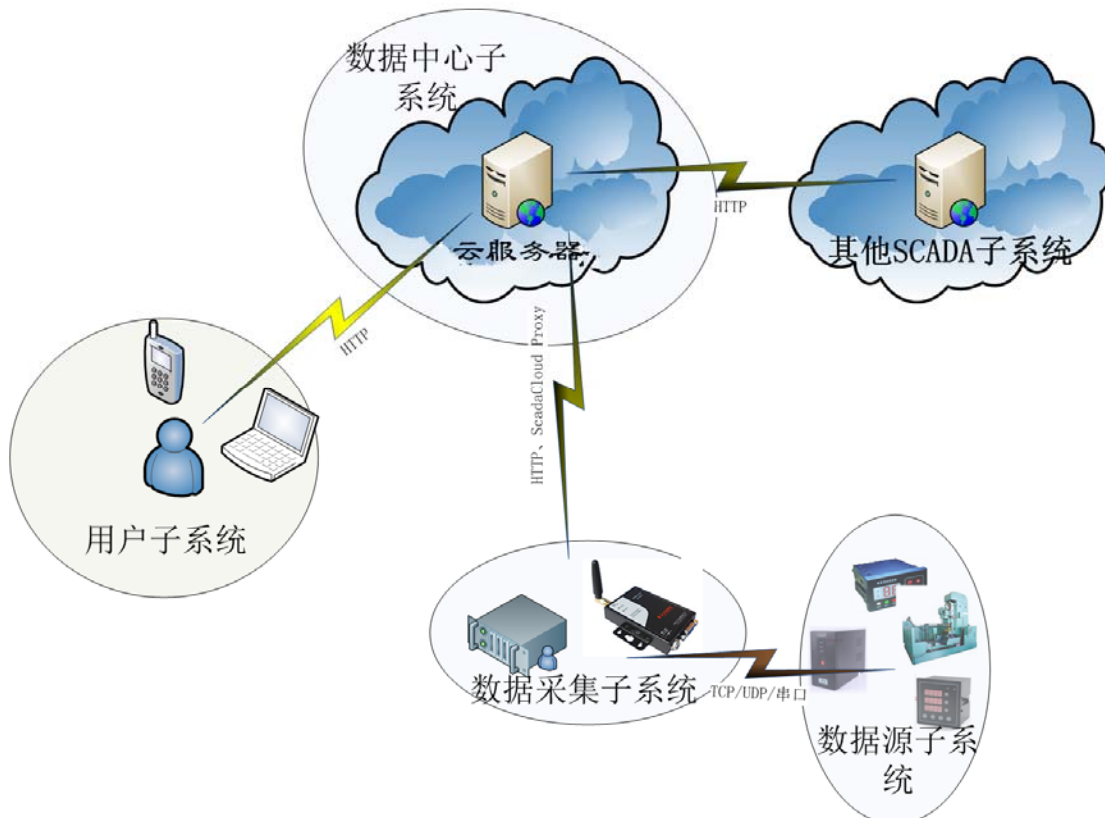 数据中心子
系统
云服务器
HTTP
其他SCADA子系统
HTTP
HTTP、ScadaCloud Proxy
用户子系统
数据采集子系统
TCP/UDP/串口
数据源子系
统